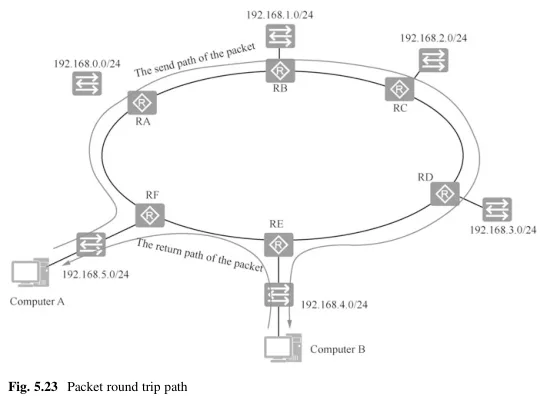 192.168.1.0/24
192.168.2.0/24
192.168.0.0/24
The send path of the packet
RB
RC
RA
RD
RF
RE
192.168.3.0/24
The return path of the packet
192.168.5.0/24
192.168.4.0/24
Computer A
Computer B
Fig. 5.23 Packet round trip path